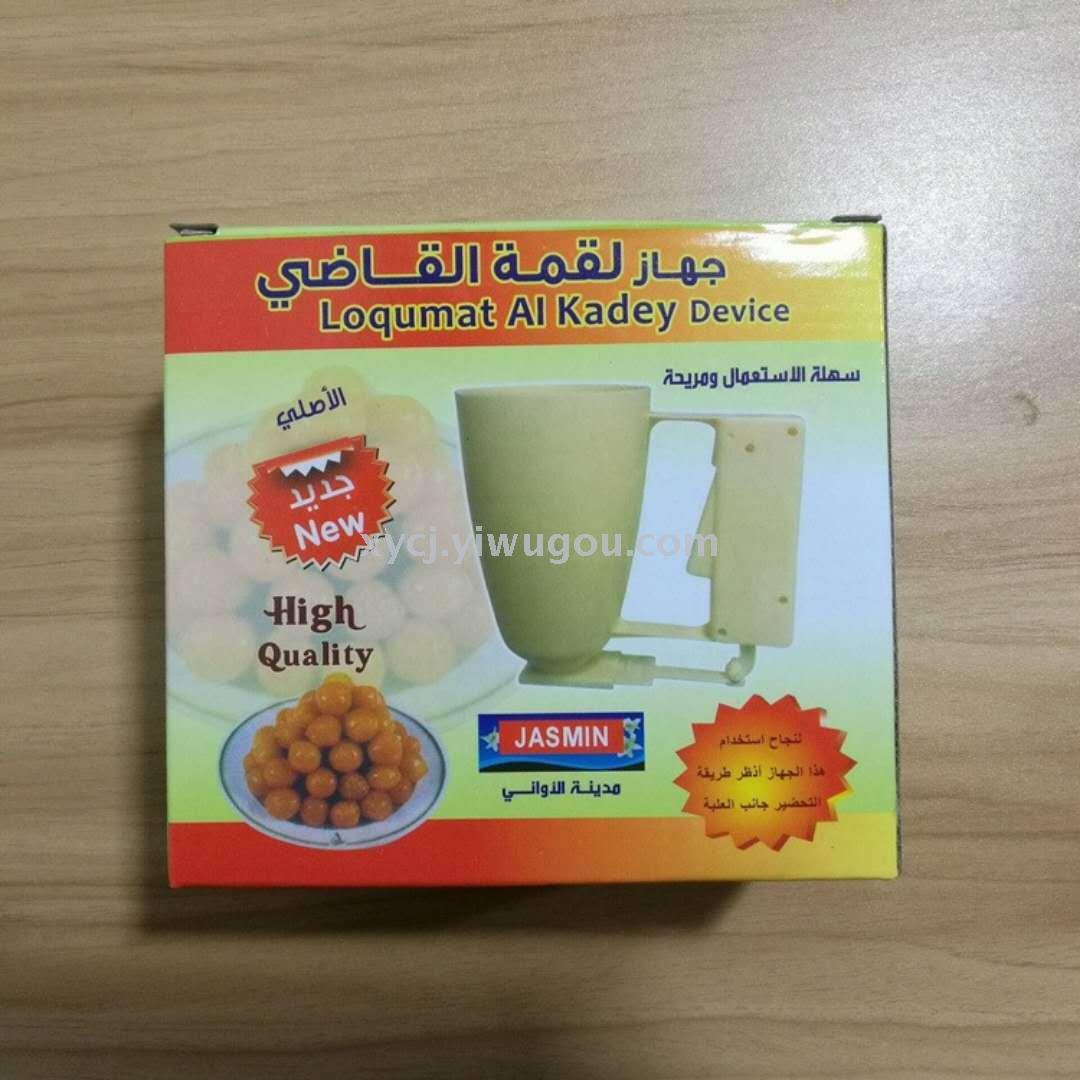 جهاز لقمة القاضي
Loqumat Al Kadey Device
سهلة الاستعمال ومريحة
الأصلي
جديد
New
xycj.yiwugou.com
High
Quality
JASMIN
مدينة الأواني
لنجاح استخدام
هذا الجهاز أنظر طريقة
التحضير جانب العلبة